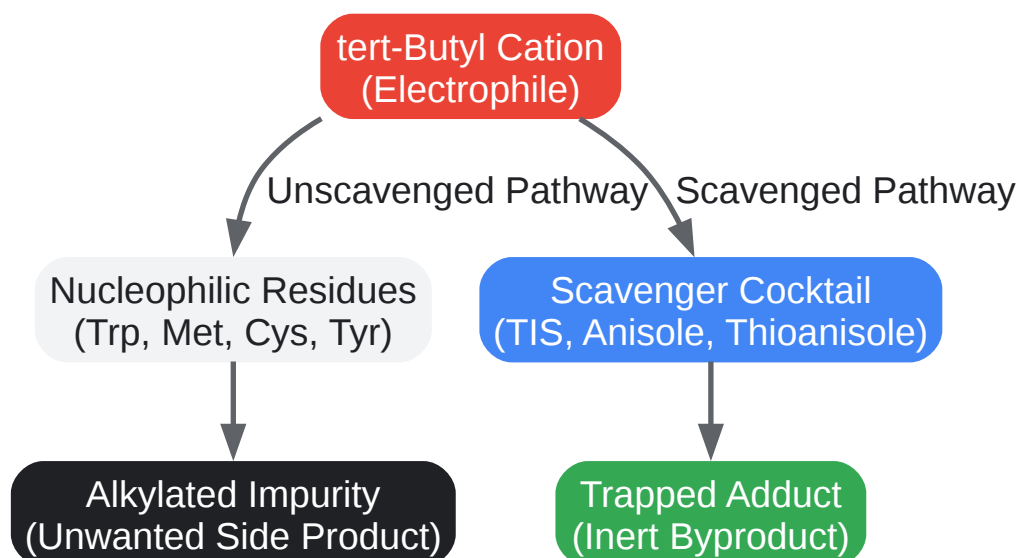 tert-Butyl Cation
(Electrophile)
Unscavenged Pathway
Scavenged Pathway
Nucleophilic Residues
(Trp, Met, Cys, Tyr)
Scavenger Cocktail
(TIS, Anisole, Thioanisole)
Alkylated Impurity
(Unwanted Side Product)
Trapped Adduct
(Inert Byproduct)